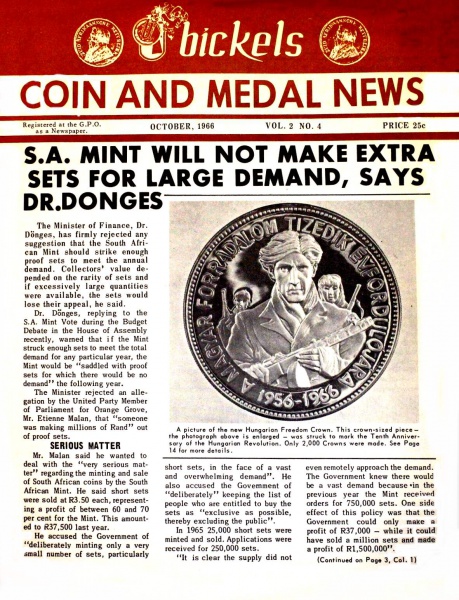 bickels
COIN AND MEDAL NEWS
Registered at the G.P.O.
as a Newspaper.
OCTOBER, 1966
VOL. 2 NO. 4
PRICE 25c
S.A. MINT WILL NOT MAKE EXTRA
SETS FOR LARGE DEMAND, SAYS
DR.DONGES
The Minister of Finance, Dr.
Dönges, has firmly rejected any
suggestion that the South Afri-
can Mint should strike enough
proof sets to meet the annual
demand. Collectors' value de-
pended on the rarity of sets and
if excessively large quantities
were available, the sets would
lose their appeal, he said.
Dr. Dönges, replying to the
S.A. Mint Vote during the Budget
Debate in the House of Assembly
recently, warned that if the Mint
struck enough sets to meet the total
demand for any particular year, the
Mint would be "saddled with proof
sets for which there would be no
demand" the following year.
The Minister rejected an alle-
gation by the United Party Member
of Parliament for Orange Grove,
Mr. Etienne Malan, that "someone
was making millions of Rand" out
of proof sets.
SERIOUS MATTER
Mr. Malan said he wanted to
deal with the "very serious mat-
ter" regarding the minting and sale
of South African coins by the South
African Mint. He said short sets
were sold at R3.50 each, represent-
ing a profit of between 60 and 70
per cent for the Mint. This amount-
ed to R37,500 last year.
He accused the Government of
"deliberately minting only a very
small number of sets, particularly
A MAGYAR FORRADALOM TIZEDIK ÉVFORDULÓJÁRA
1956-1966
A picture of the new Hungarian Freedom Crown. This crown-sized piece -
the photograph above is enlarged - was struck to mark the Tenth Anniver-
sary of the Hungarian Revolution. Only 2,000 Crowns were made. See Page
14 for more details.
short sets, in the face of a vast
and overwhelming demand". He
also accused the Government of
"deliberately" keeping the list of
people who are entitled to buy the
sets as "exclusive as possible,
thereby excluding the public".
In 1965 25,000 short sets were
minted and sold. Applications were
received for 250,000 sets.
"It is clear the supply did not
even remotely approach the demand.
The Government knew there would
be a vast demand because in the
previous year the Mint received
orders for 750,000 sets. One side
effect of this policy was that the
Government could only make a
profit of R37,000 - while it could
have sold a million sets and made
a profit of R1,500,000".
(Continued on Page 3, Col. 1)